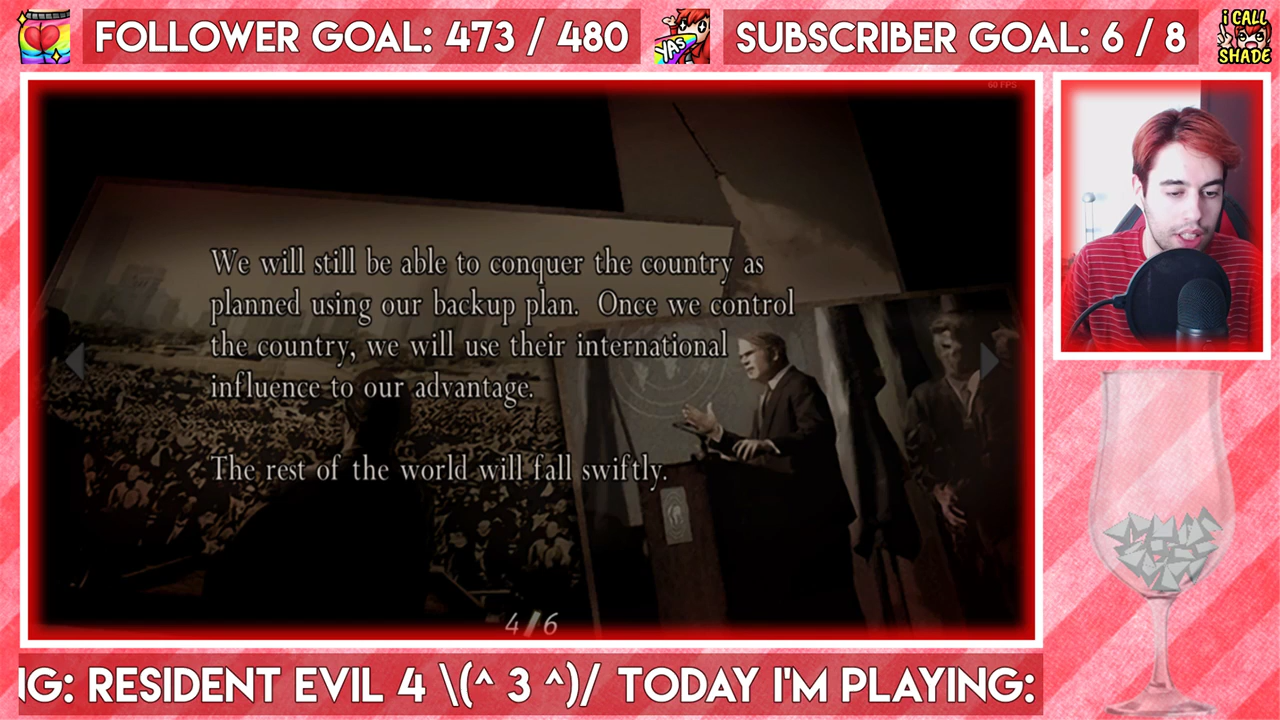 FOLLOWER GOAL: 473 / 480
YAS
SUBSCRIBER GOAL: 6 / 8
I CALL
SHADE
60 FPS
We will still be able to conquer the country as
planned using our backup plan. Once we control
the country, we will use their international
influence to our advantage.
The rest of the world will fall swiftly.
4/6
NG: RESIDENT EVIL 4 \(^ 3 ^)/ TODAY I'M PLAYING: